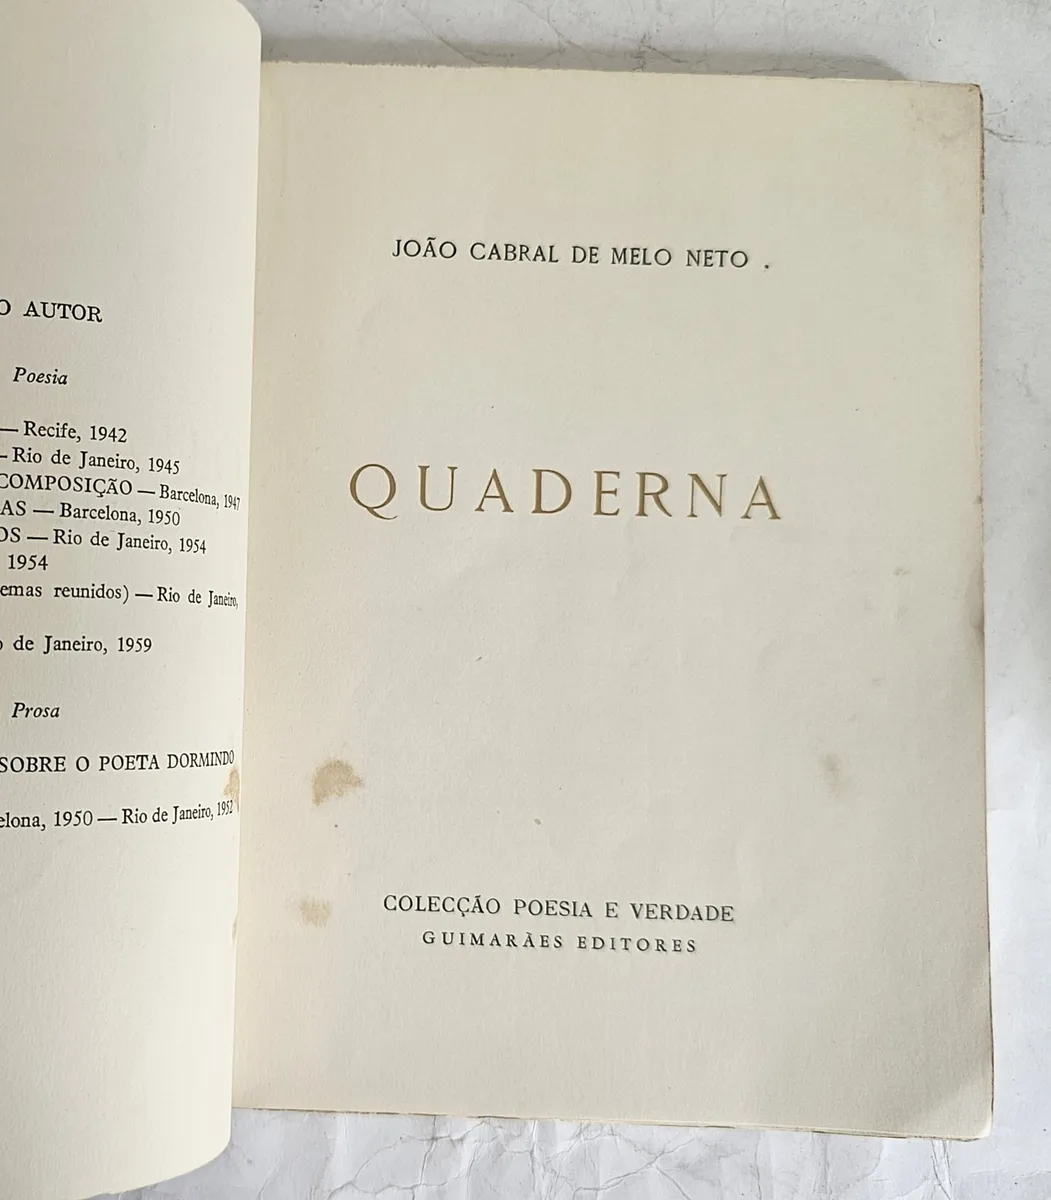 O AUTOR
Poesia
— Recife, 1942
— Rio de Janeiro, 1945
COMPOSIÇÃO — Barcelona, 1947
AS — Barcelona, 1950
OS — Rio de Janeiro, 1954
1954
emas reunidos) — Rio de Janeiro,
o de Janeiro, 1959
Prosa
SOBRE O POETA DORMINDO
elona, 1950 — Rio de Janeiro, 1952
JOÃO CABRAL DE MELO NETO .
QUADERNA
COLECÇÃO POESIA E VERDADE
GUIMARÃES EDITORES